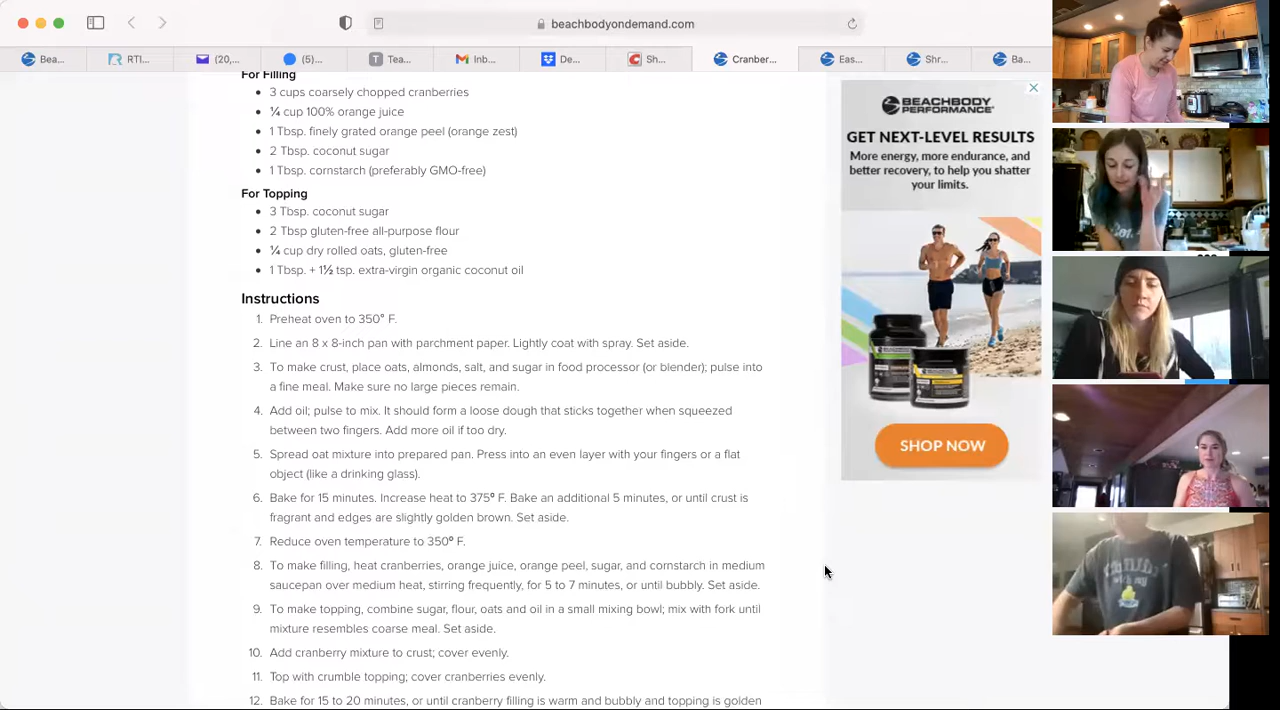 beachbodyondemand.com
Bea...
RTI...
(20,...
(5)...
T
Tea...
Inb...
De...
Sh...
Cranber...
Eas...
Shr...
Ba...
For Filling
3 cups coarsely chopped cranberries
¼ cup 100% orange juice
1 Tbsp. finely grated orange peel (orange zest)
2 Tbsp. coconut sugar
1 Tbsp. cornstarch (preferably GMO-free)
For Topping
3 Tbsp. coconut sugar
2 Tbsp gluten-free all-purpose flour
¼ cup dry rolled oats, gluten-free
1 Tbsp. + 1½ tsp. extra-virgin organic coconut oil
Instructions
1. Preheat oven to 350° F.
2. Line an 8 x 8-inch pan with parchment paper. Lightly coat with spray. Set aside.
3. To make crust, place oats, almonds, salt, and sugar in food processor (or blender); pulse into
a fine meal. Make sure no large pieces remain.
4. Add oil; pulse to mix. It should form a loose dough that sticks together when squeezed
between two fingers. Add more oil if too dry.
5. Spread oat mixture into prepared pan. Press into an even layer with your fingers or a flat
object (like a drinking glass).
6. Bake for 15 minutes. Increase heat to 375º F. Bake an additional 5 minutes, or until crust is
fragrant and edges are slightly golden brown. Set aside.
7. Reduce oven temperature to 350º F.
8. To make filling, heat cranberries, orange juice, orange peel, sugar, and cornstarch in medium
saucepan over medium heat, stirring frequently, for 5 to 7 minutes, or until bubbly. Set aside.
9. To make topping, combine sugar, flour, oats and oil in a small mixing bowl; mix with fork until
mixture resembles coarse meal. Set aside.
10. Add cranberry mixture to crust; cover evenly.
11. Top with crumble topping; cover cranberries evenly.
12. Bake for 15 to 20 minutes, or until cranberry filling is warm and bubbly and topping is golden
BEACHBODY
PERFORMANCE
GET NEXT-LEVEL RESULTS
More energy, more endurance, and
better recovery, to help you shatter
your limits.
SHOP NOW